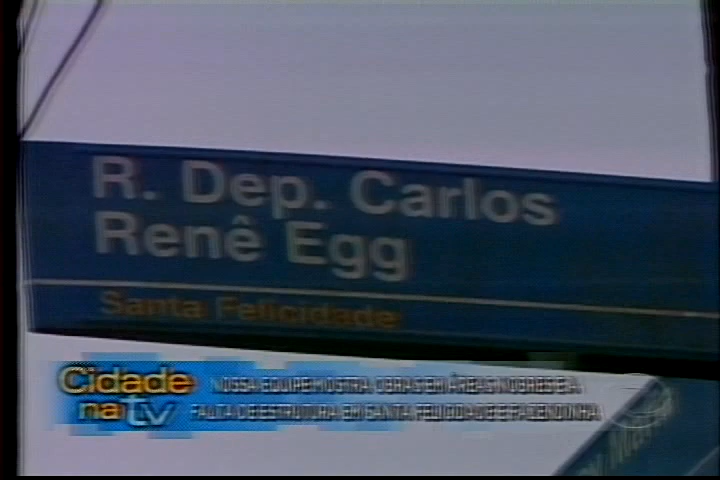 R. Dep. Carlos
Renê Egg
Santa Felicidade
Cidade
na tv
NOSSA EQUIPE MOSTRA OBRAS EM ÁREAS NOBRES E A
FALTA DE ESTRUTURA EM SANTA FELICIDADE E FAZENDINHA